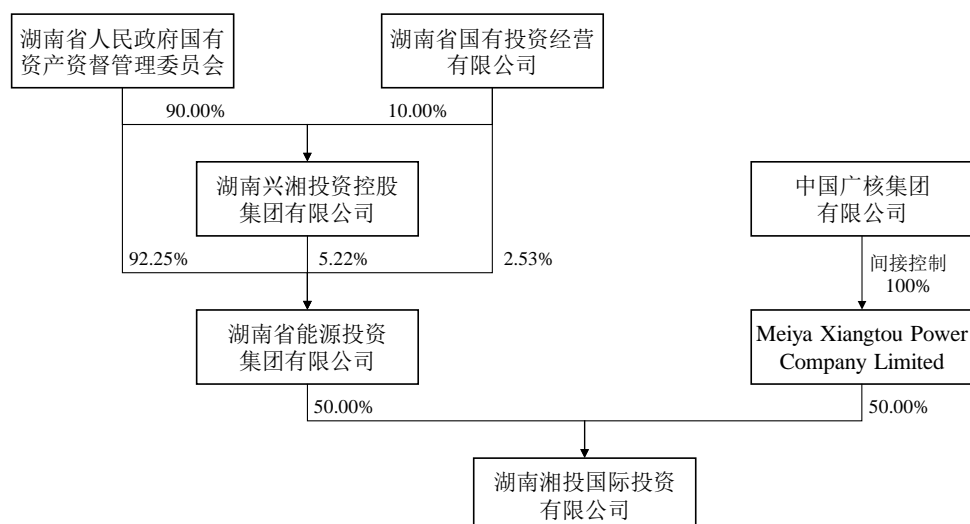 湖南省人民政府国有
资产资督管理委员会
湖南省国有投资经营
有限公司
90.00%
10.00%
湖南兴湘投资控股
集团有限公司
中国广核集团
有限公司
92.25%
5.22%
2.53%
间接控制
100%
湖南省能源投资
集团有限公司
Meiya Xiangtou Power
Company Limited
50.00%
50.00%
湖南湘投国际投资
有限公司